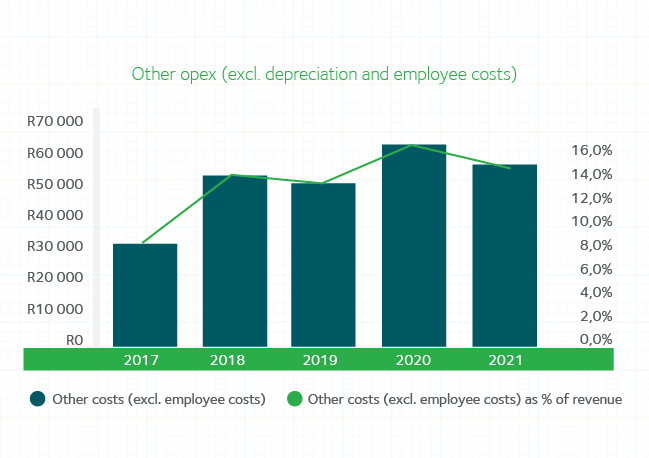 Other opex (excl. depreciation and employee costs)
R70 000
R60 000
R50 000
R40 000
R30 000
R20 000
R10 000
R0
16,0%
14,0%
12,0%
10,0%
8,0%
6,0%
4,0%
2,0%
0,0%
2017 2018 2019 2020 2021
Other costs (excl. employee costs) Other costs (excl. employee costs) as % of revenue